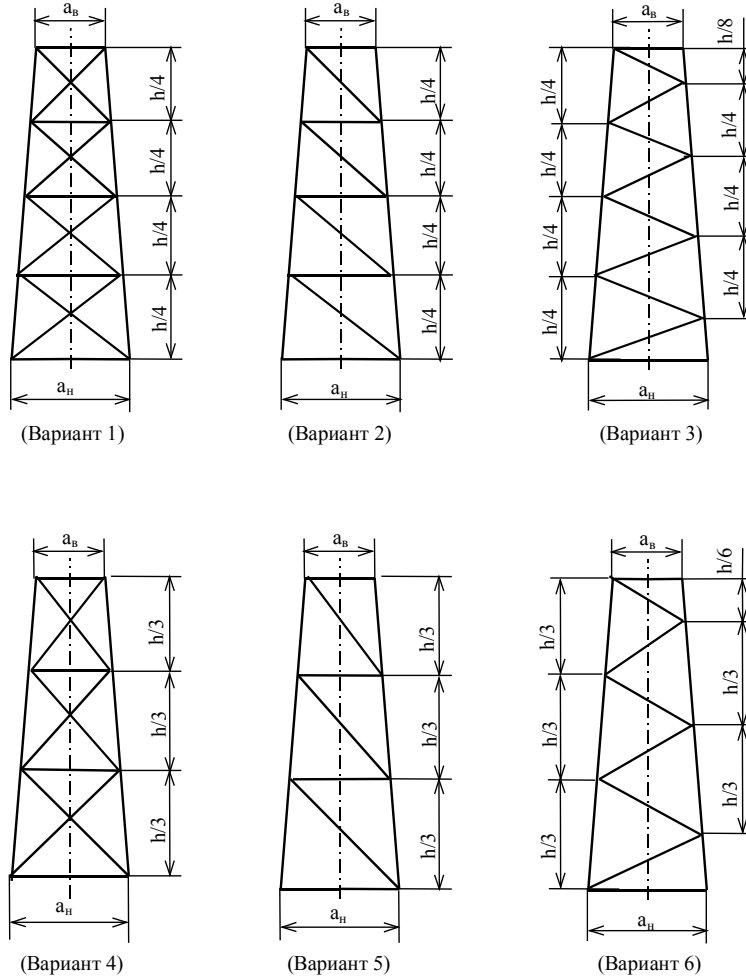 aв
h/4
h/4
h/4
h/4
aн
(Вариант 1)
aв
h/4
h/4
h/4
h/4
aн
(Вариант 2)
aв
h/4
h/4
h/4
h/4
h/8
h/4
h/4
h/4
aн
(Вариант 3)
aв
h/3
h/3
h/3
aн
(Вариант 4)
aв
h/3
h/3
h/3
aн
(Вариант 5)
aв
h/3
h/3
h/3
h/6
h/3
h/3
aн
(Вариант 6)